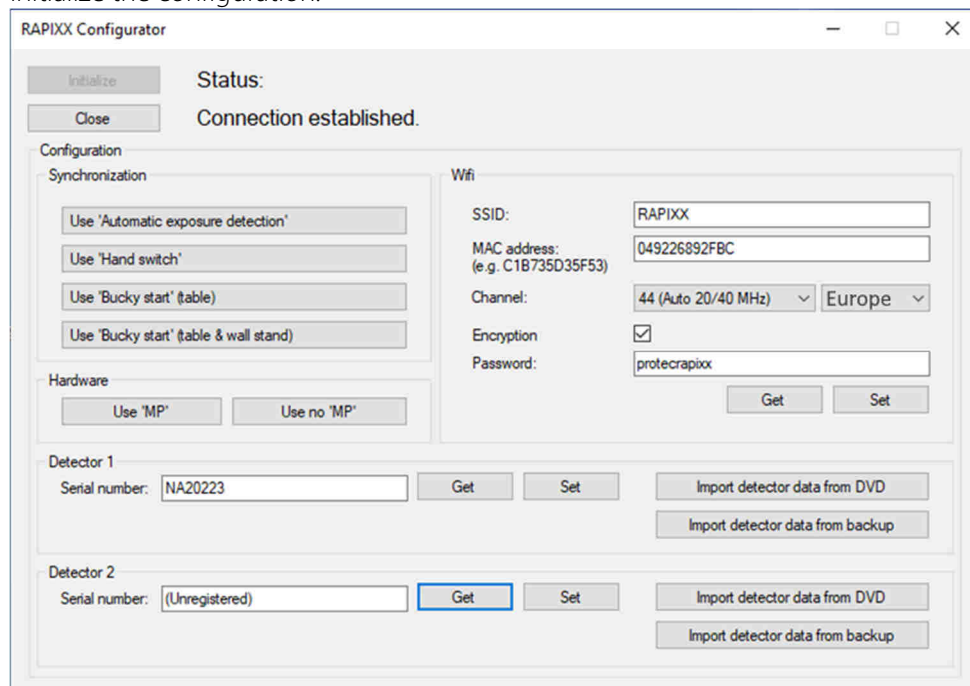 RAPIXX Configurator
Initialize
Status:
Close
Connection established.
Configuration
Synchronization
Use 'Automatic exposure detection'
Use 'Hand switch'
Use 'Bucky start' (table)
Use 'Bucky start' (table & wall stand)
Hardware
Use 'MP'
Use no 'MP'
Wifi
SSID:
RAPIXX
MAC address:
(e.g. C1B735D35F53)
049226892FBC
Channel:
44 (Auto 20/40 MHz)
Europe
Encryption
Password:
protecrapixx
Get
Set
Detector 1
Serial number:
NA20223
Get
Set
Import detector data from DVD
Import detector data from backup
Detector 2
Serial number:
(Unregistered)
Get
Set
Import detector data from DVD
Import detector data from backup